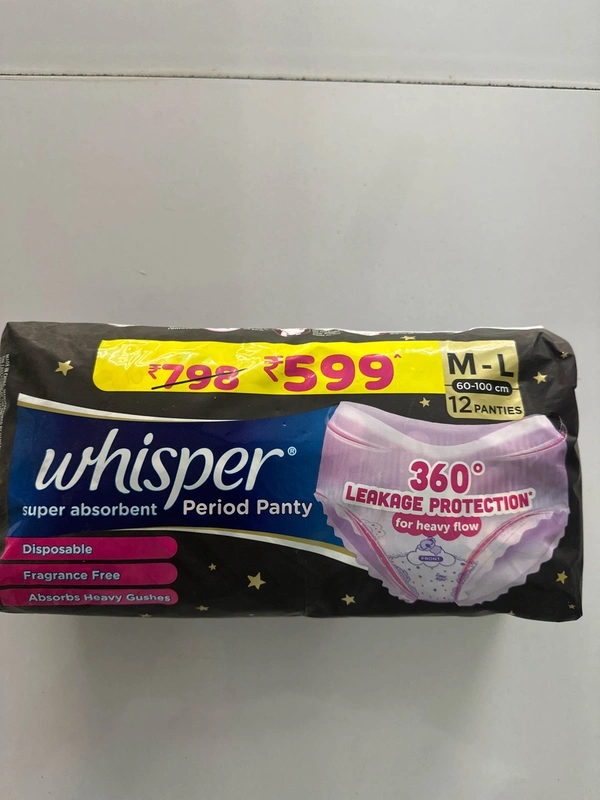 ₹798 ₹599^
M-L
60-100 cm
12 PANTIES
whisper®
super absorbent Period Panty
360°
LEAKAGE PROTECTION*
for heavy flow
FRONT
Disposable
Fragrance Free
Absorbs Heavy Gushes